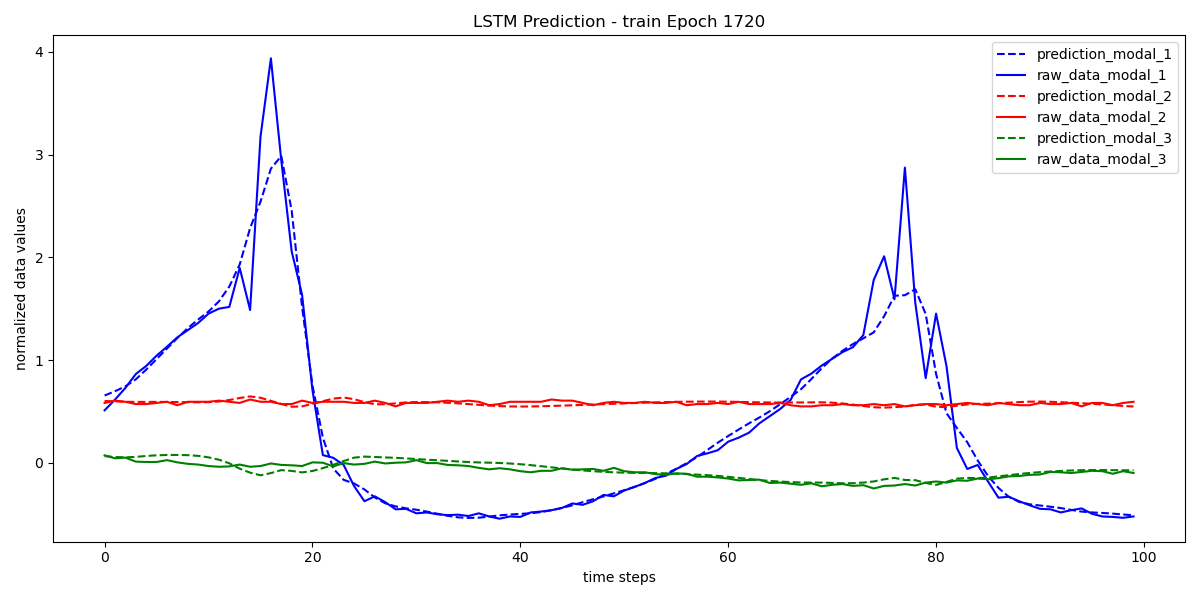 LSTM Prediction - train Epoch 1720
prediction_modal_1
raw_data_modal_1
prediction_modal_2
raw_data_modal_2
prediction_modal_3
raw_data_modal_3
normalized data values
4
3
2
1
0
0 20 40 60 80 100
time steps